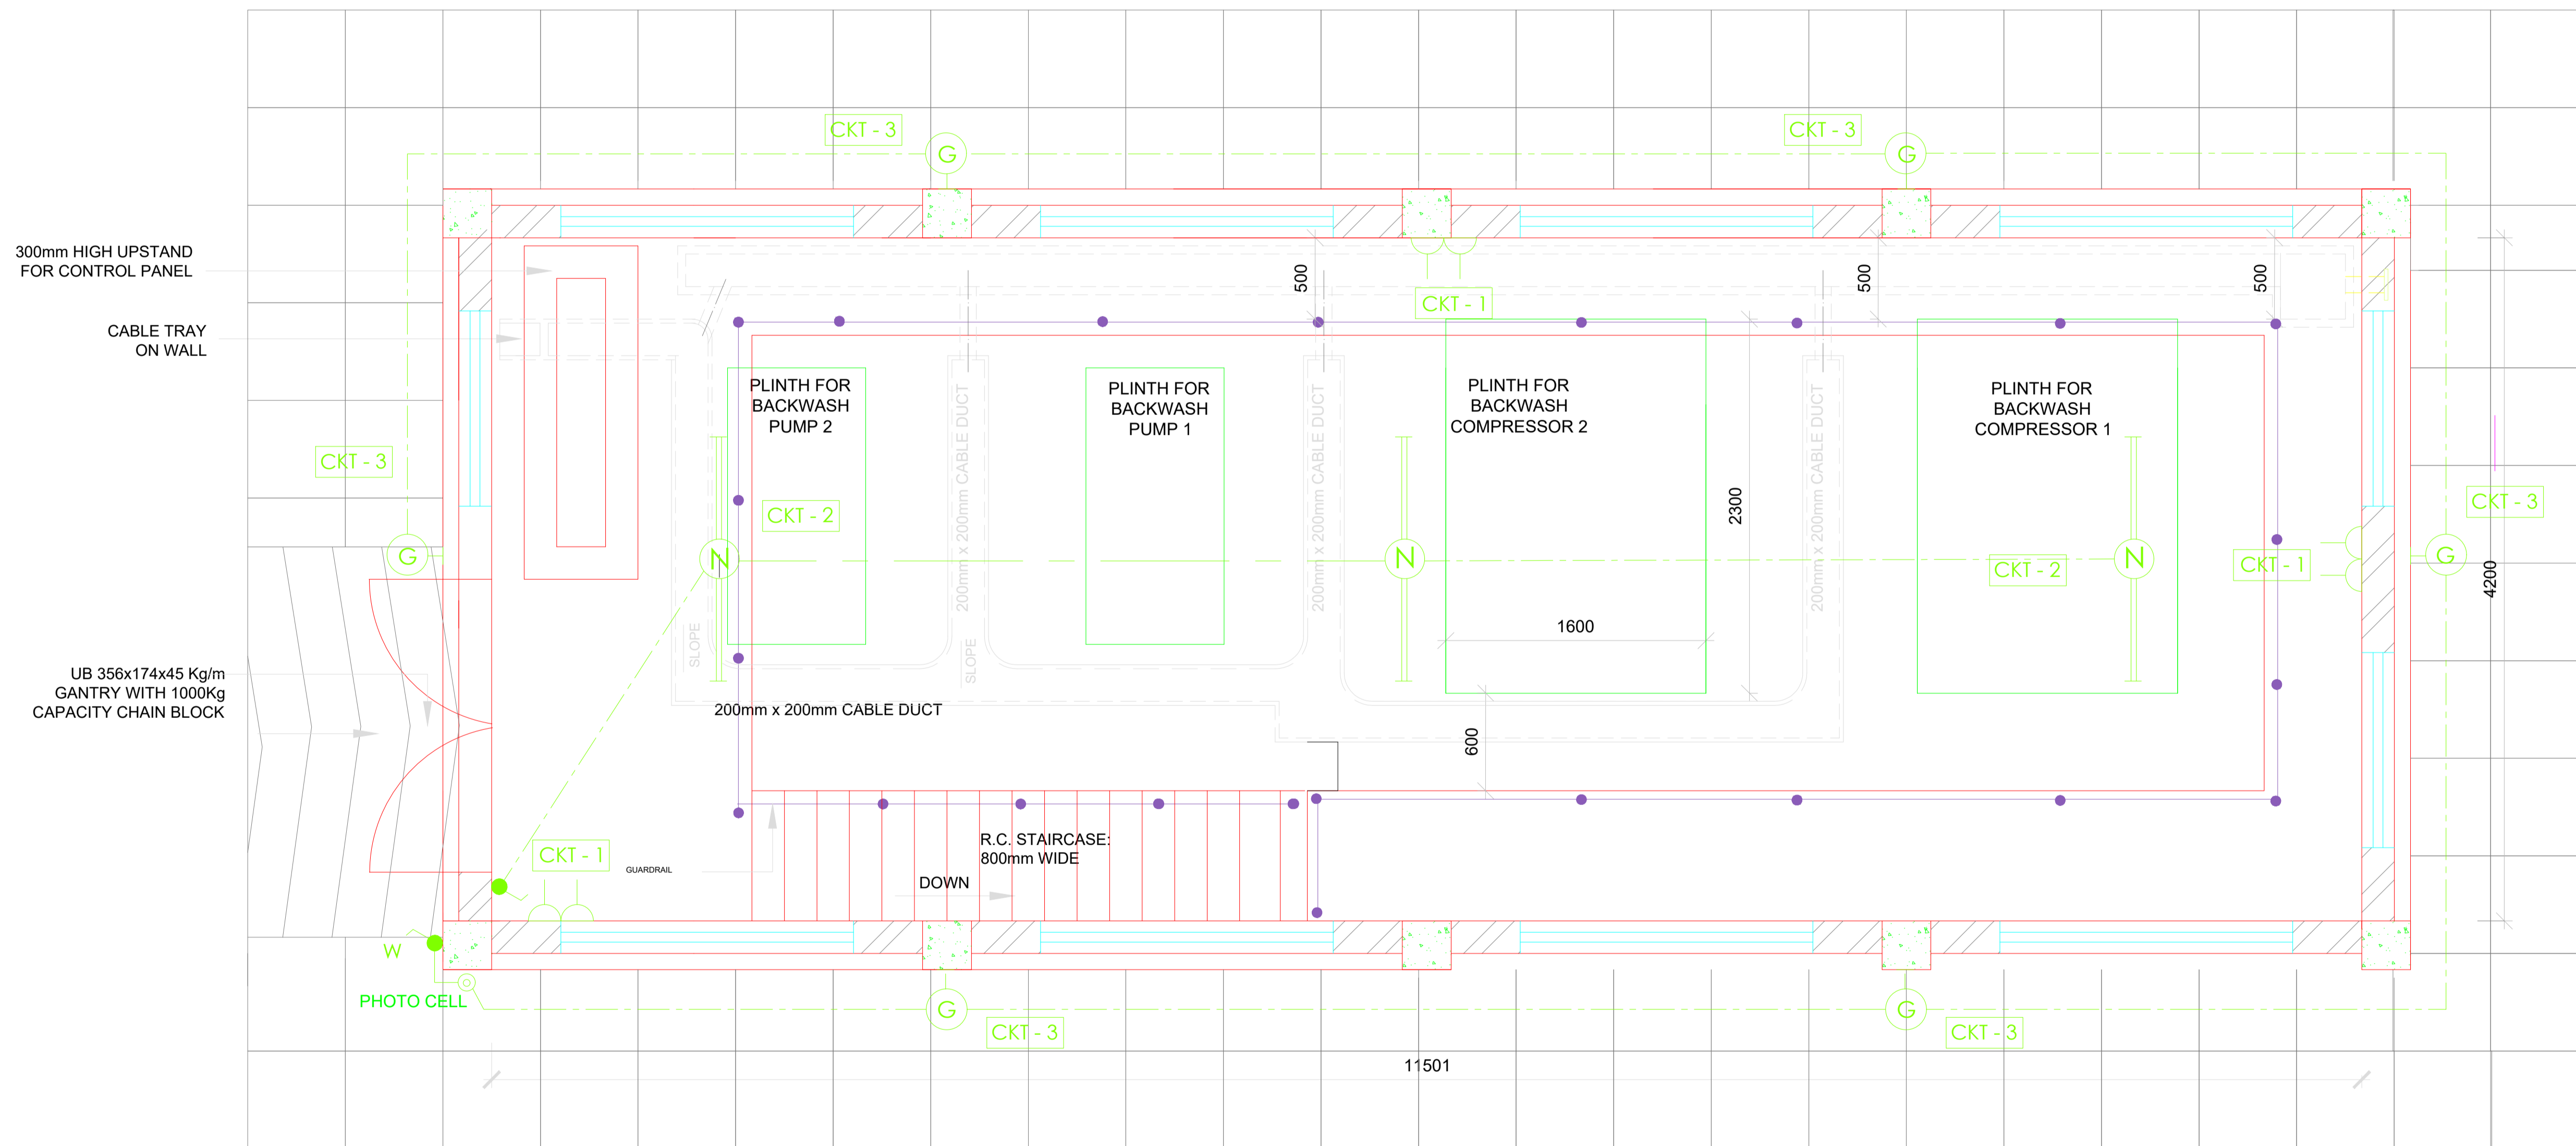 CKT - 3
CKT - 3
G
G
300mm HIGH UPSTAND
FOR CONTROL PANEL
500
500
500
CKT - 1
CABLE TRAY
ON WALL
PLINTH FOR
BACKWASH
PUMP 2
PLINTH FOR
BACKWASH
PUMP 1
PLINTH FOR
BACKWASH
COMPRESSOR 2
PLINTH FOR
BACKWASH
COMPRESSOR 1
200mm x 200mm CABLE DUCT
200mm x 200mm CABLE DUCT
200mm x 200mm CABLE DUCT
CKT - 3
CKT - 2
2300
CKT - 3
G
N
N
CKT - 2
N
CKT - 1
G
4200
SLOPE
SLOPE
1600
UB 356x174x45 Kg/m
GANTRY WITH 1000Kg
CAPACITY CHAIN BLOCK
200mm x 200mm CABLE DUCT
600
CKT - 1
GUARDRAIL
R.C. STAIRCASE:
800mm WIDE
DOWN
W
PHOTO CELL
G
G
CKT - 3
CKT - 3
11501